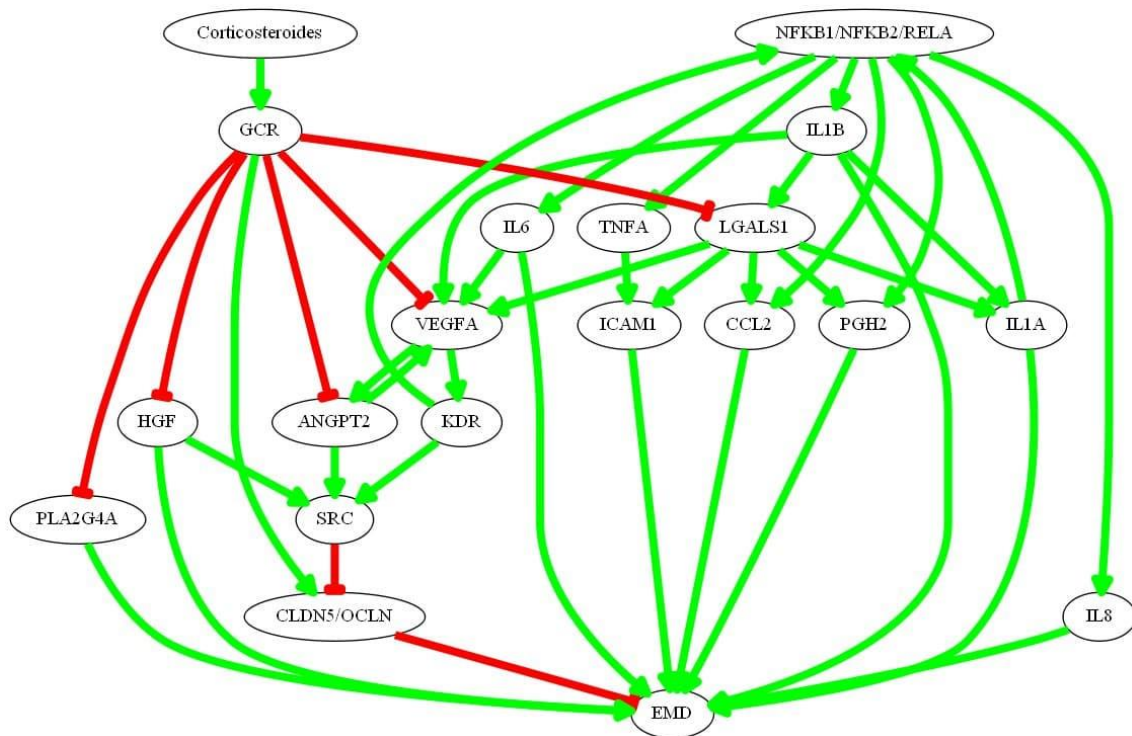 Corticosteroides
NFKB1/NFKB2/RELA
GCR
IL1B
IL6
TNFA
LGALS1
VEGFA
ICAM1
CCL2
PGH2
IL1A
HGF
ANGPT2
KDR
PLA2G4A
SRC
CLDN5/OCLN
IL8
EMD